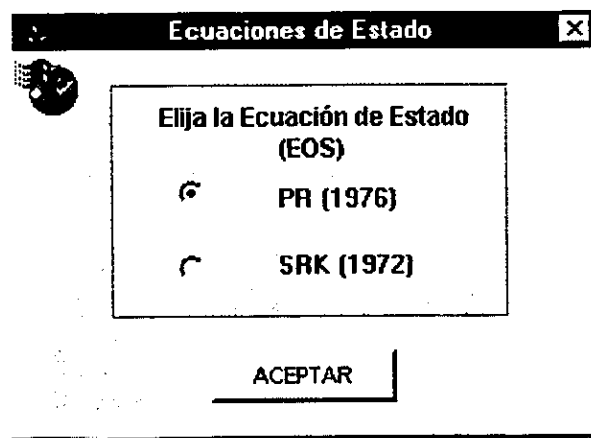 Ecuaciones de Estado
Elija la Ecuación de Estado
(EOS)
PR (1976)
SRK (1972)
ACEPTAR